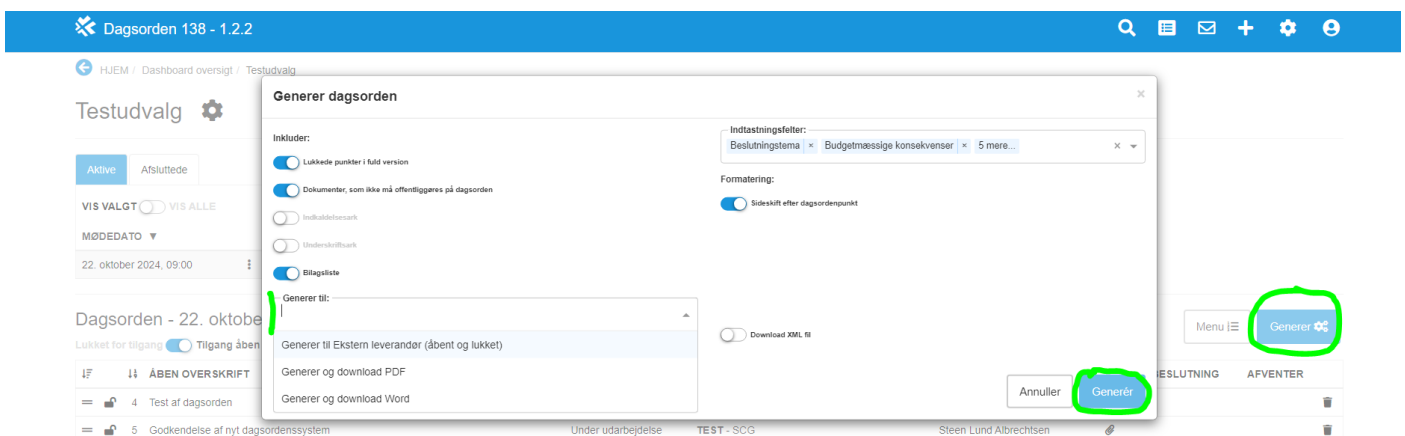 Dagsorden 138 - 1.2.2
HJEM / Dashboard oversigt / Testudvalg
Testudvalg
Generer dagsorden ×
Inkluder:
Lukkede punkter i fuld version
Dokumenter, som ikke må offentliggøres på dagsorden
Indkaldelsesark
Underskriftsark
Bilagsliste
Generer til:
Generer til Ekstern leverandør (åbent og lukket)
Generer og download PDF
Generer og download Word
Indtastningsfelter:
Beslutningstema × Budgetmæssige konsekvenser × 5 mere... ×
Formatering:
Sideskift efter dagsordenpunkt
Download XML fil
Annuller Generér
Aktive Afsluttede
VIS VALGT VIS ALLE
MØDEDATO ▼
22. oktober 2024, 09:00
Dagsorden - 22. oktobe
Menu Generer
Lukket for tilgang Tilgang åben
ÅBEN OVERSKRIFT ESLUTNING AFVENTER
4 Test af dagsorden
5 Godkendelse af nyt dagsordenssystem Under udarbejdelse TEST - SCG Steen Lund Albrechtsen